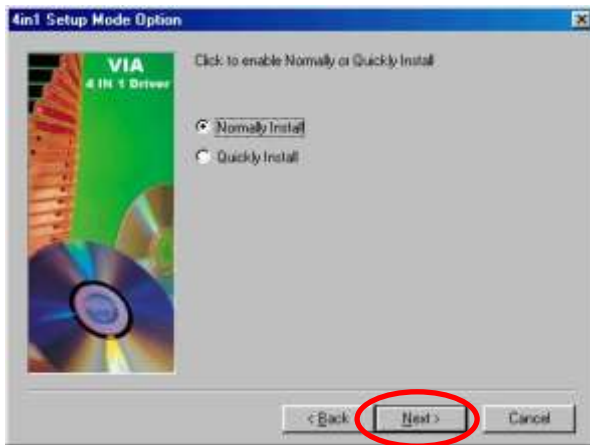 4in1 Setup Mode Option
VIA
4 IN 1 Driver
Click to enable Normally or Quickly Install
Normally Install
Quickly Install
< Back
Next >
Cancel